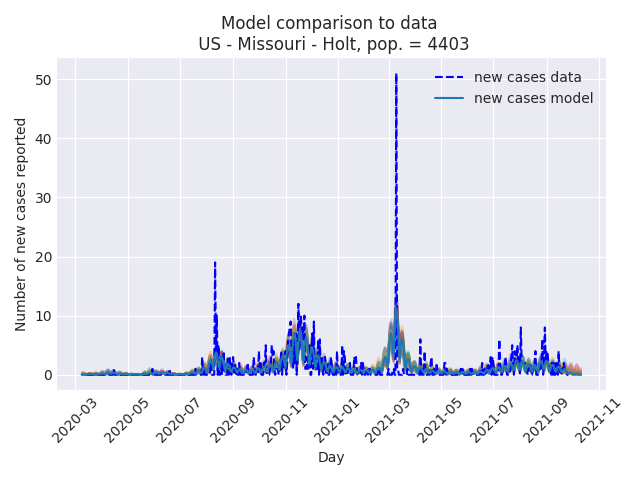 Model comparison to data
US - Missouri - Holt, pop. = 4403
new cases data
new cases model
Number of new cases reported
50
40
30
20
10
0
2020-03
2020-05
2020-07
2020-09
2020-11
2021-01
2021-03
2021-05
2021-07
2021-09
2021-11
Day